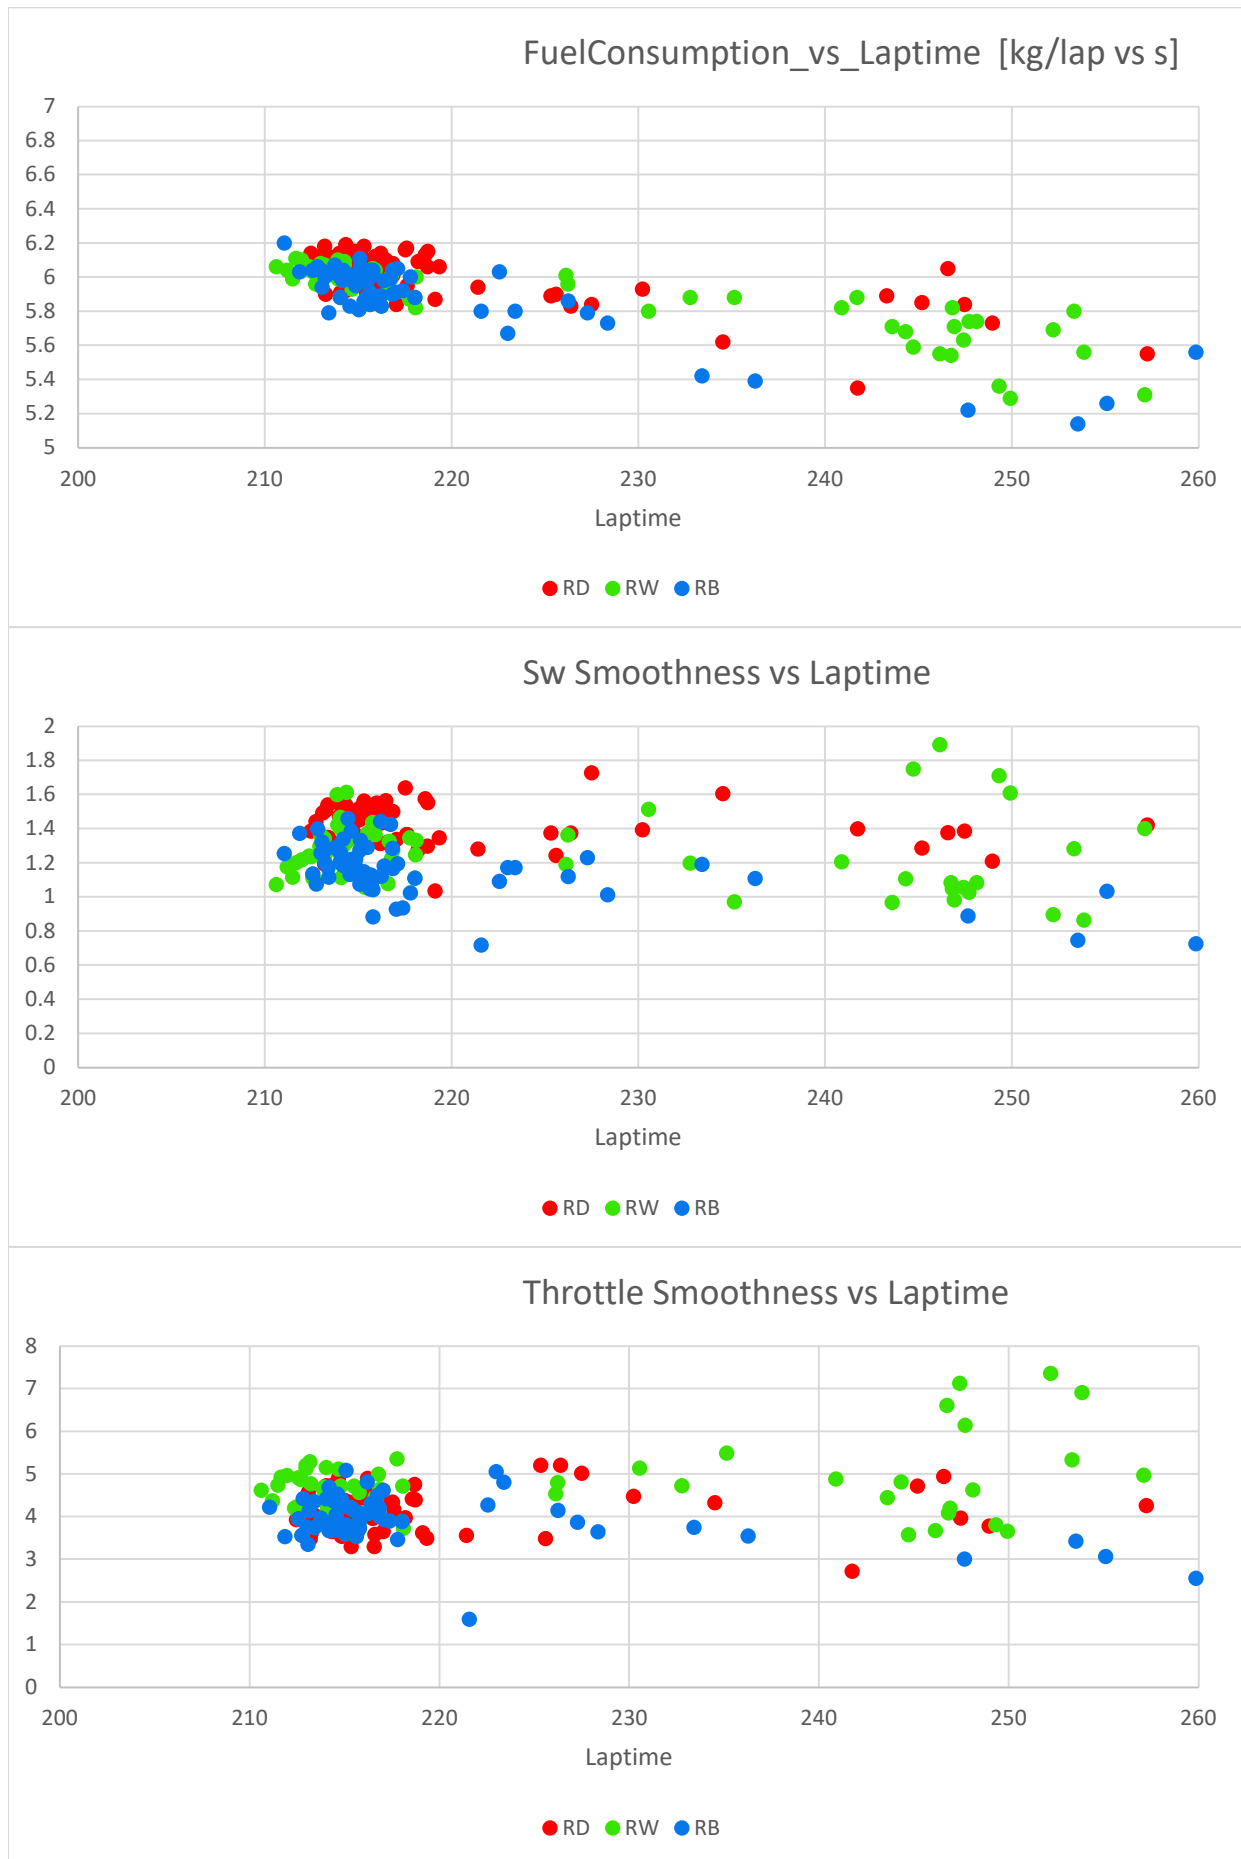 FuelConsumption_vs_Laptime  [kg/lap vs s]
7
6.8
6.6
6.4
6.2
6
5.8
5.6
5.4
5.2
5
200 210 220 230 240 250 260
Laptime
RD RW RB
Sw Smoothness vs Laptime
2
1.8
1.6
1.4
1.2
1
0.8
0.6
0.4
0.2
0
200 210 220 230 240 250 260
Laptime
RD RW RB
Throttle Smoothness vs Laptime
8
7
6
5
4
3
2
1
0
200 210 220 230 240 250 260
Laptime
RD RW RB